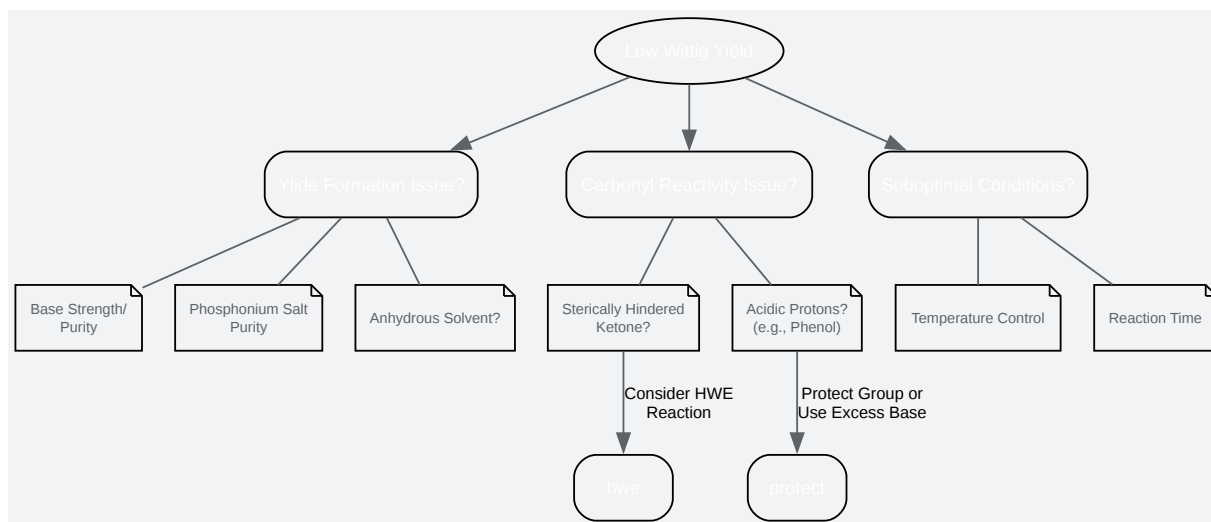 Low Wittig Yield
Ylide Formation Issue?
Carbonyl Reactivity Issue?
Suboptimal Conditions?
Base Strength/
Purity
Phosphonium Salt
Purity
Anhydrous Solvent?
Sterically Hindered
Ketone?
Acidic Protons?
(e.g., Phenol)
Temperature Control
Reaction Time
Consider HWE
Reaction
Protect Group or
Use Excess Base
hwe
protect